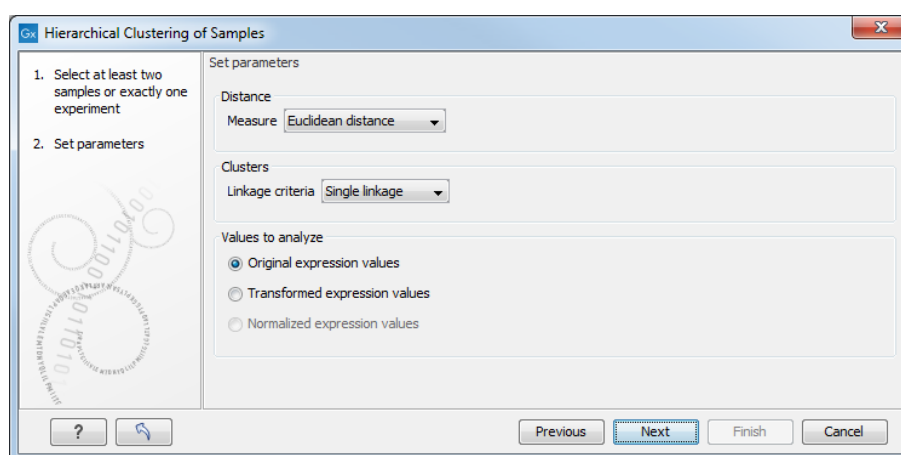 Gx Hierarchical Clustering of Samples
1. Select at least two
samples or exactly one
experiment
2. Set parameters
Set parameters
Distance
Measure Euclidean distance
Clusters
Linkage criteria Single linkage
Values to analyze
Original expression values
Transformed expression values
Normalized expression values
? Previous Next Finish Cancel